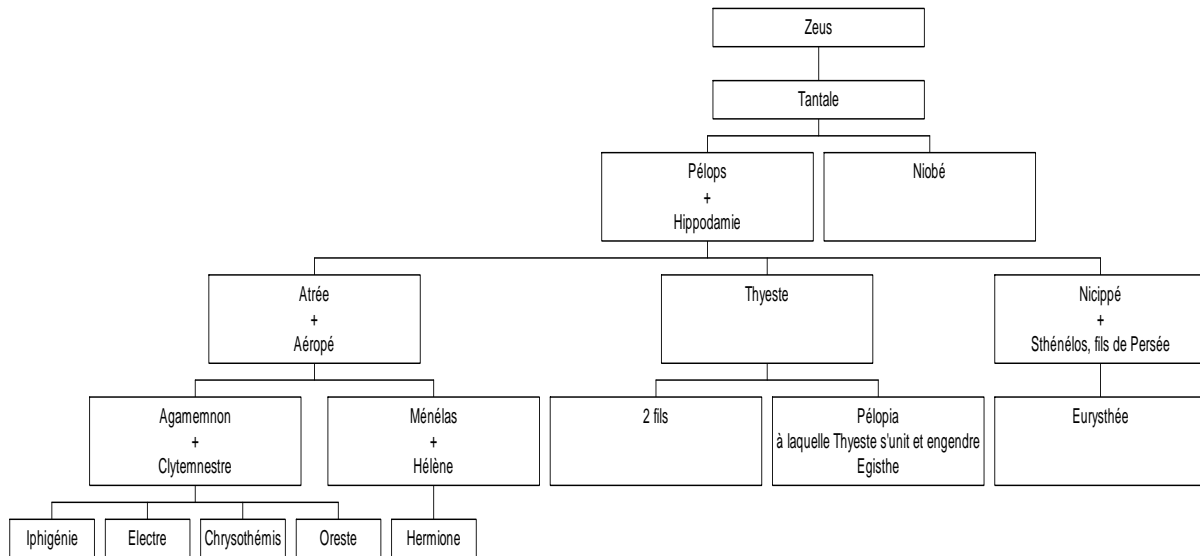 Zeus
Tantale
Pélops
+
Hippodamie
Niobé
Atrée
+
Aéropé
Thyeste
Nicippé
+
Sthénélos, fils de Persée
Agamemnon
+
Clytemnestre
Ménélas
+
Hélène
2 fils
Pélopia
à laquelle Thyeste s'unit et engendre
Egisthe
Eurysthée
Iphigénie
Electre
Chrysothémis
Oreste
Hermione